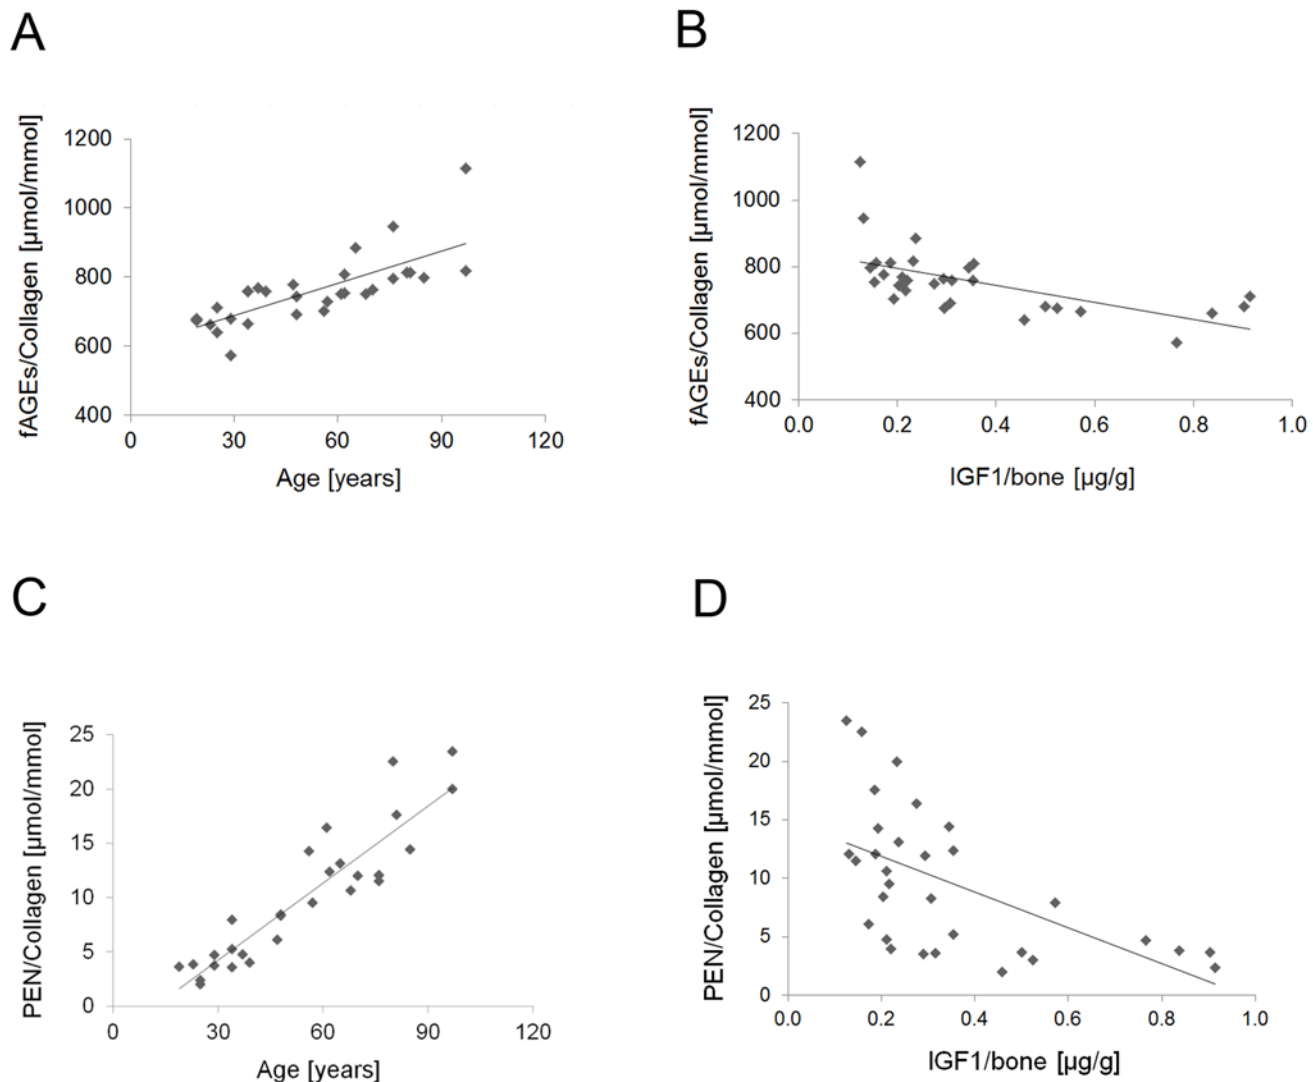 A
fAGEs/Collagen [µmol/mmol]
1200
1000
800
600
400
0 30 60 90 120
Age [years]
B
fAGEs/Collagen [µmol/mmol]
1200
1000
800
600
400
0.0 0.2 0.4 0.6 0.8 1.0
IGF1/bone [µg/g]
C
PEN/Collagen [µmol/mmol]
25
20
15
10
5
0
0 30 60 90 120
Age [years]
D
PEN/Collagen [µmol/mmol]
25
20
15
10
5
0
0.0 0.2 0.4 0.6 0.8 1.0
IGF1/bone [µg/g]